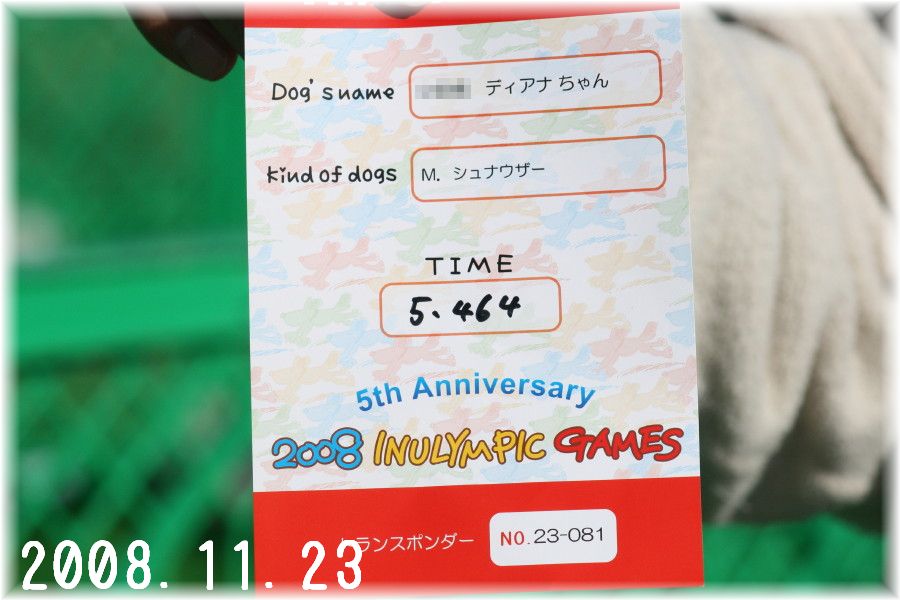 Dog's name ディアナ ちゃん
Kind of dogs M. シュナウザー
TIME
5.464
5th Anniversary
2008 INULYMPIC GAMES
トランスポンダー NO.23-081
2008.11.23